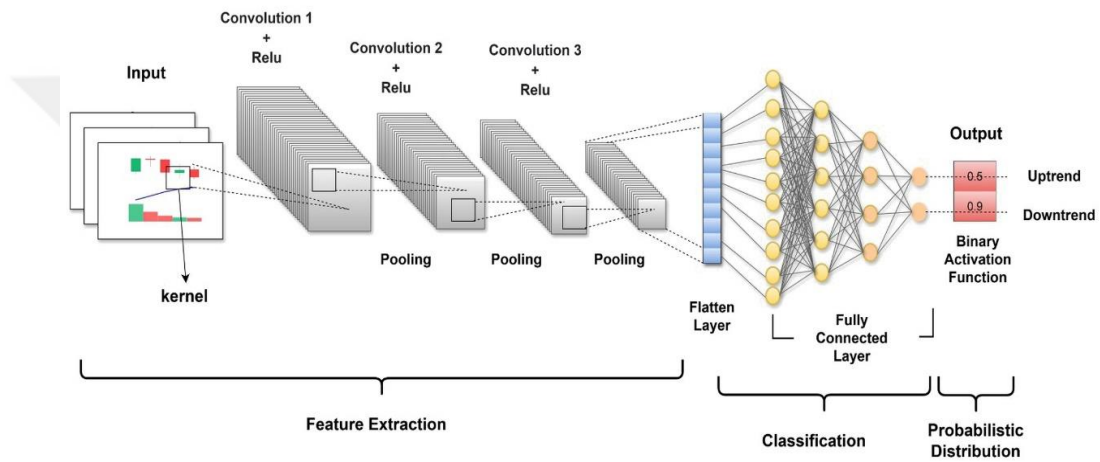 Convolution 1
+
Relu
Convolution 2
+
Relu
Convolution 3
+
Relu
Input
Output
0.6
0.9
Uptrend
Downtrend
Binary
Activation
Function
Pooling
Pooling
Pooling
kernel
Flatten
Layer
Fully
Connected
Layer
Feature Extraction
Classification
Probabilistic
Distribution